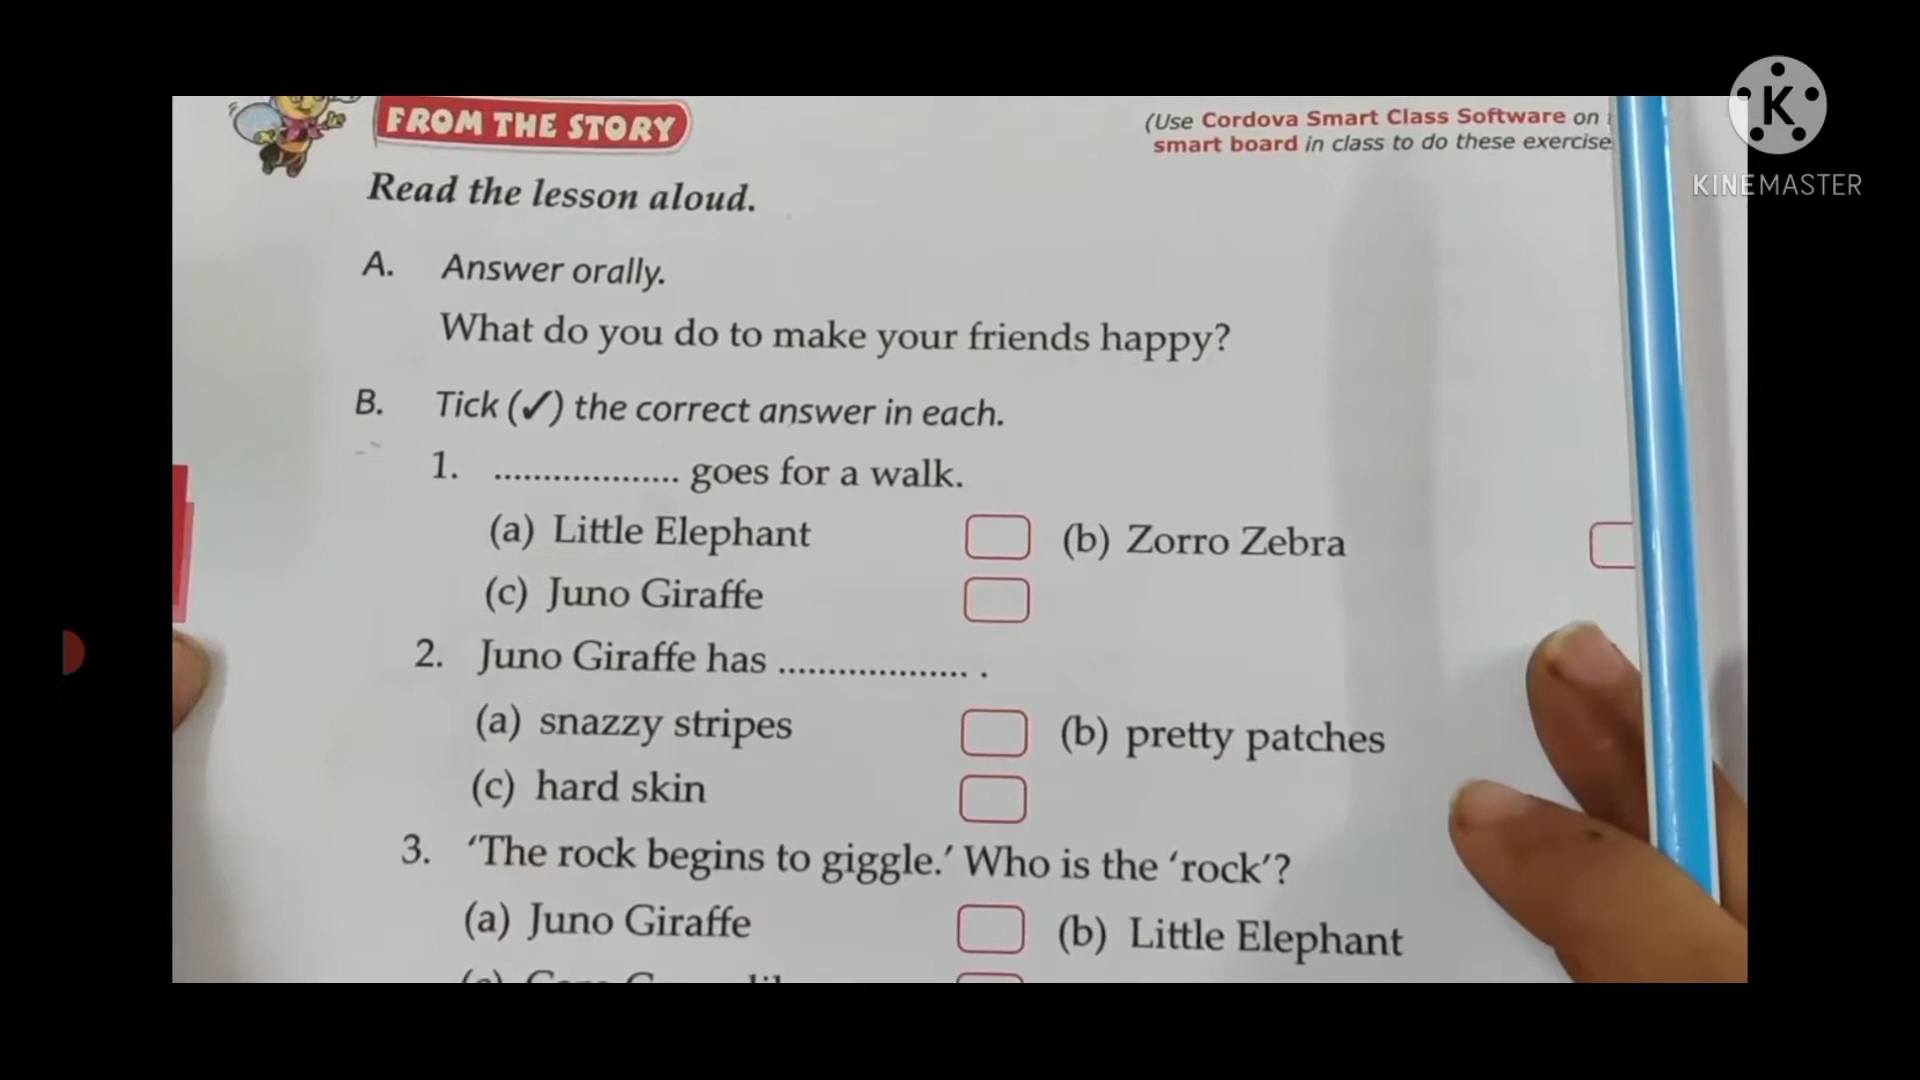 FROM THE STORY
(Use Cordova Smart Class Software on
smart board in class to do these exercise
K
KINEMASTER
Read the lesson aloud.
A. Answer orally.
What do you do to make your friends happy?
B. Tick (✓) the correct answer in each.
1. ................... goes for a walk.
(a) Little Elephant (b) Zorro Zebra
(c) Juno Giraffe
2. Juno Giraffe has ................... .
(a) snazzy stripes (b) pretty patches
(c) hard skin
3. ‘The rock begins to giggle.’ Who is the ‘rock’?
(a) Juno Giraffe (b) Little Elephant